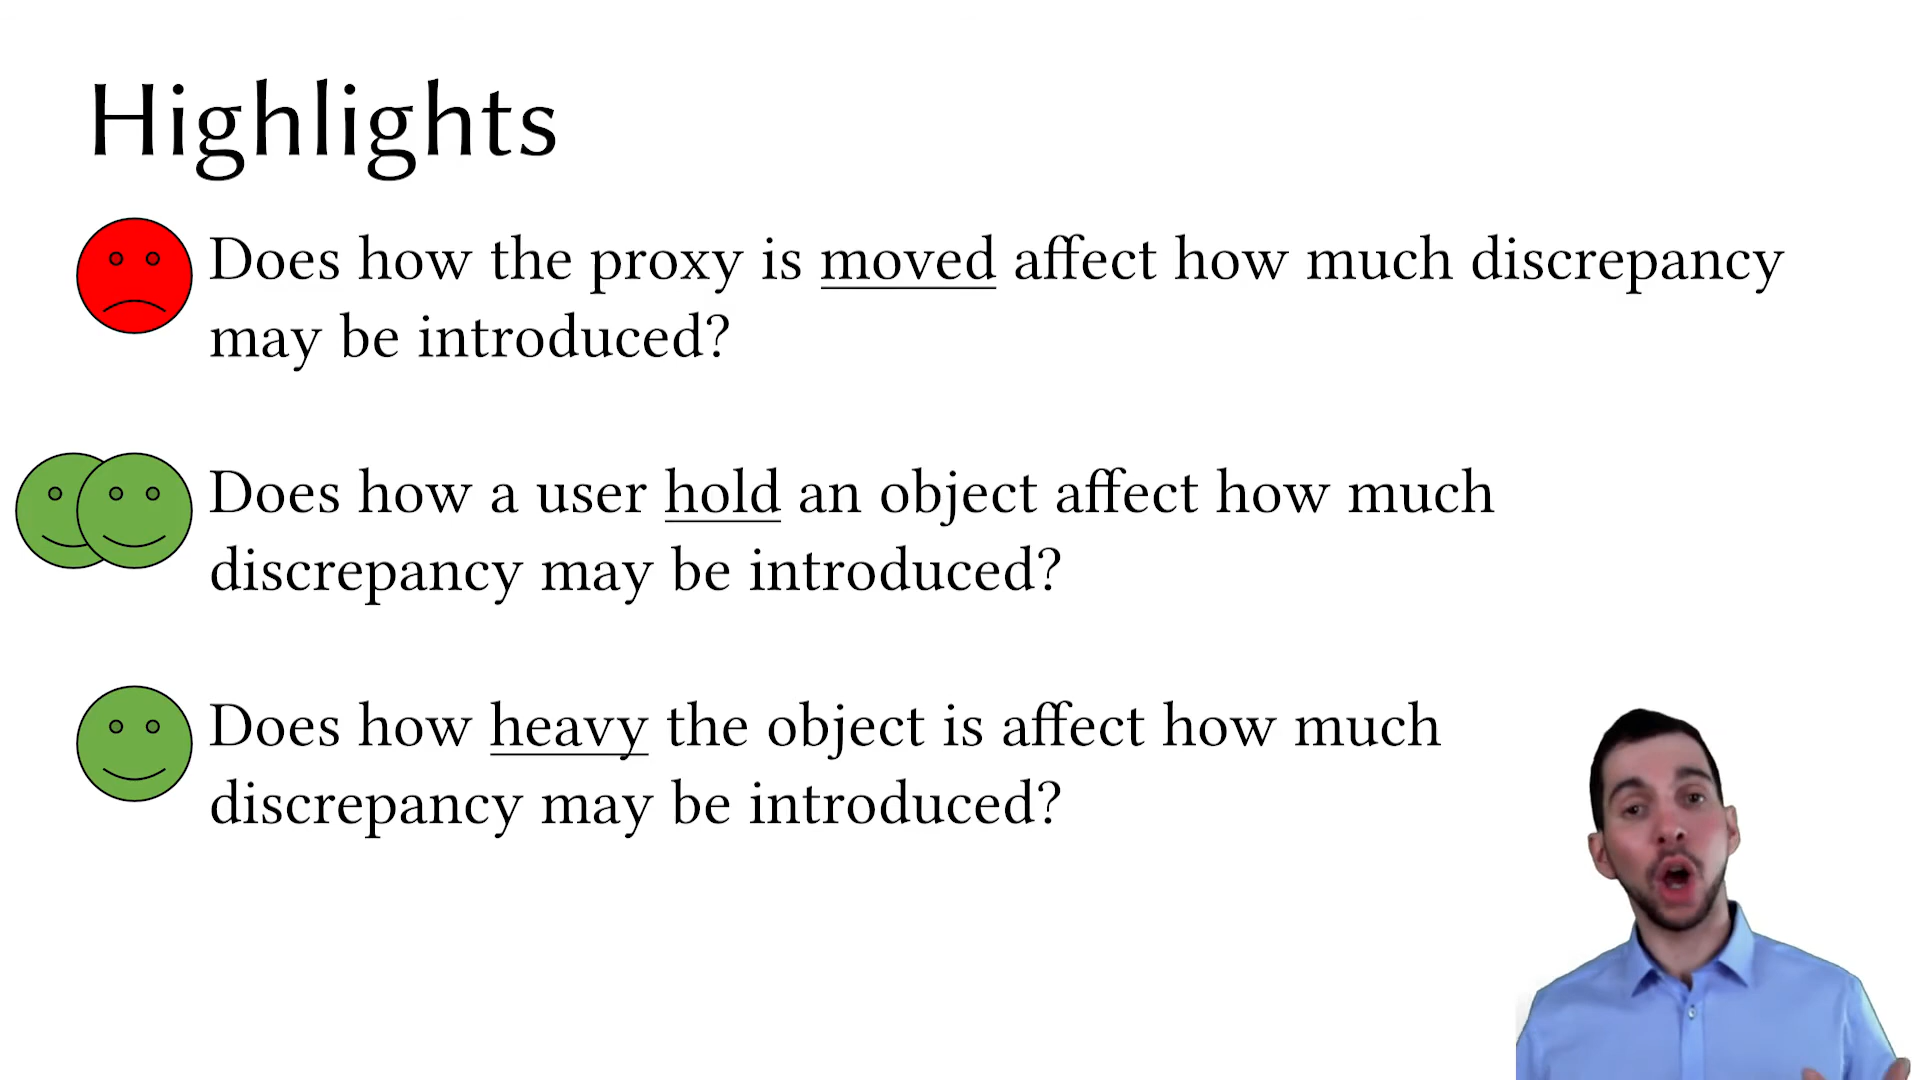 Highlights
Does how the proxy is moved affect how much discrepancy
may be introduced?
Does how a user hold an object affect how much
discrepancy may be introduced?
Does how heavy the object is affect how much
discrepancy may be introduced?